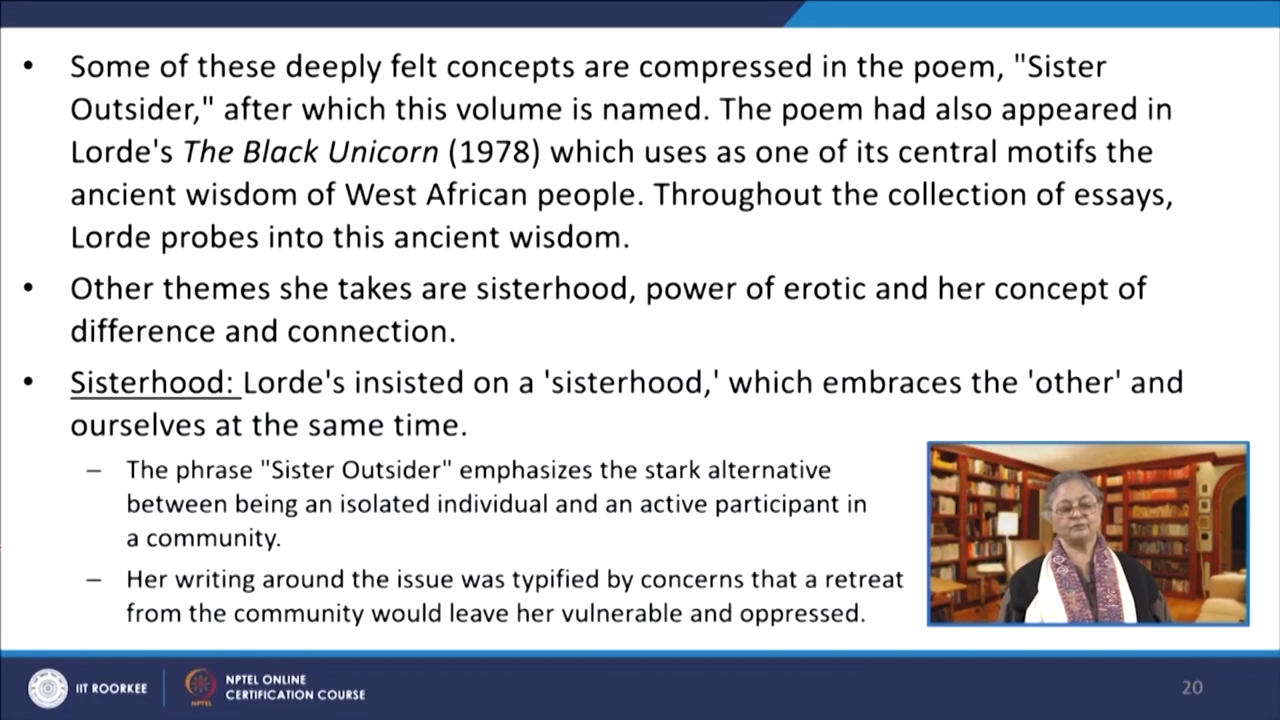 • Some of these deeply felt concepts are compressed in the poem, "Sister
Outsider," after which this volume is named. The poem had also appeared in
Lorde's The Black Unicorn (1978) which uses as one of its central motifs the
ancient wisdom of West African people. Throughout the collection of essays,
Lorde probes into this ancient wisdom.
• Other themes she takes are sisterhood, power of erotic and her concept of
difference and connection.
• Sisterhood: Lorde's insisted on a 'sisterhood,' which embraces the 'other' and
ourselves at the same time.
– The phrase "Sister Outsider" emphasizes the stark alternative
between being an isolated individual and an active participant in
a community.
– Her writing around the issue was typified by concerns that a retreat
from the community would leave her vulnerable and oppressed.
IIT ROORKEE
NPTEL
NPTEL ONLINE
CERTIFICATION COURSE
20